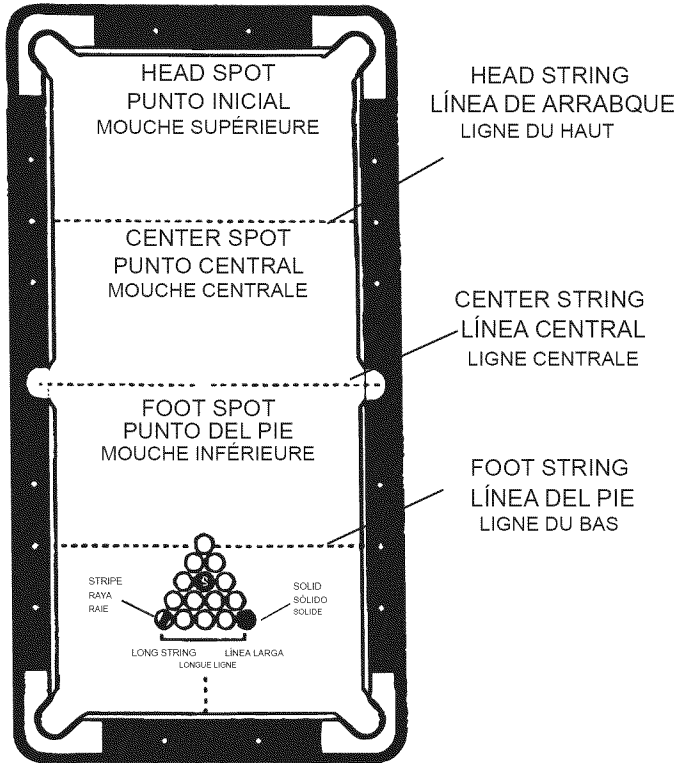 HEAD SPOT
PUNTO INICIAL
MOUCHE SUPÉRIEURE
HEAD STRING
LÍNEA DE ARRABQUE
LIGNE DU HAUT
CENTER SPOT
PUNTO CENTRAL
MOUCHE CENTRALE
CENTER STRING
LÍNEA CENTRAL
LIGNE CENTRALE
FOOT SPOT
PUNTO DEL PIE
MOUCHE INFÉRIEURE
FOOT STRING
LÍNEA DEL PIE
LIGNE DU BAS
STRIPE
RAYA
RAIE
8
SOLID
SÓLIDO
SOLIDE
LONG STRING LÍNEA LARGA
LONGUE LIGNE